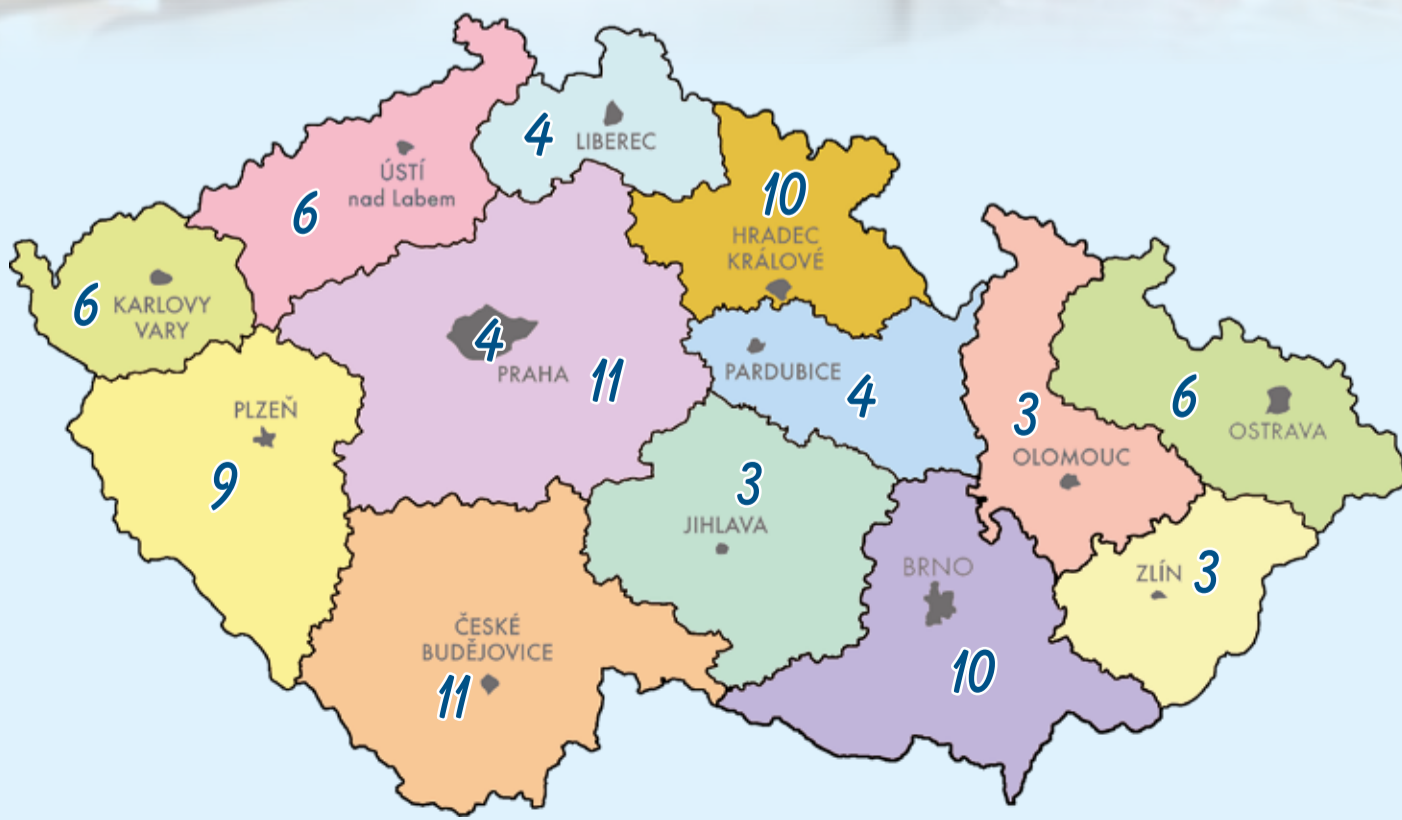 4
LIBEREC
ÚSTÍ
nad Labem
6
10
HRADEC
KRÁLOVÉ
6
KARLOVY
VARY
4
PRAHA
11
PARDUBICE
4
3
OLOMOUC
6
OSTRAVA
PLZEŇ
9
3
JIHLAVA
BRNO
10
ZLÍN
3
ČESKÉ
BUDĚJOVICE
11